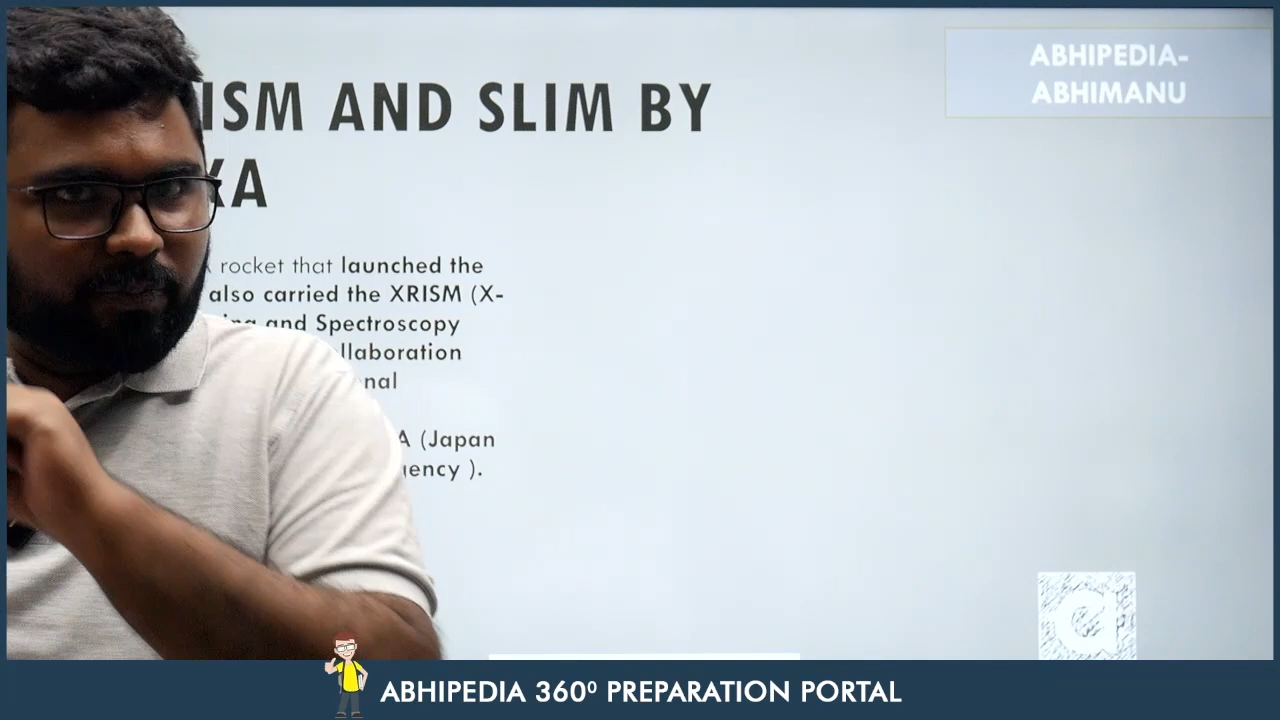 ABHIPEDIA-
ABHIMANU
ISM AND SLIM BY
XA
rocket that launched the
also carried the XRISM (X-
ing and Spectroscopy
llaboration
nal
A (Japan
ency ).
ABHIPEDIA 360⁰ PREPARATION PORTAL